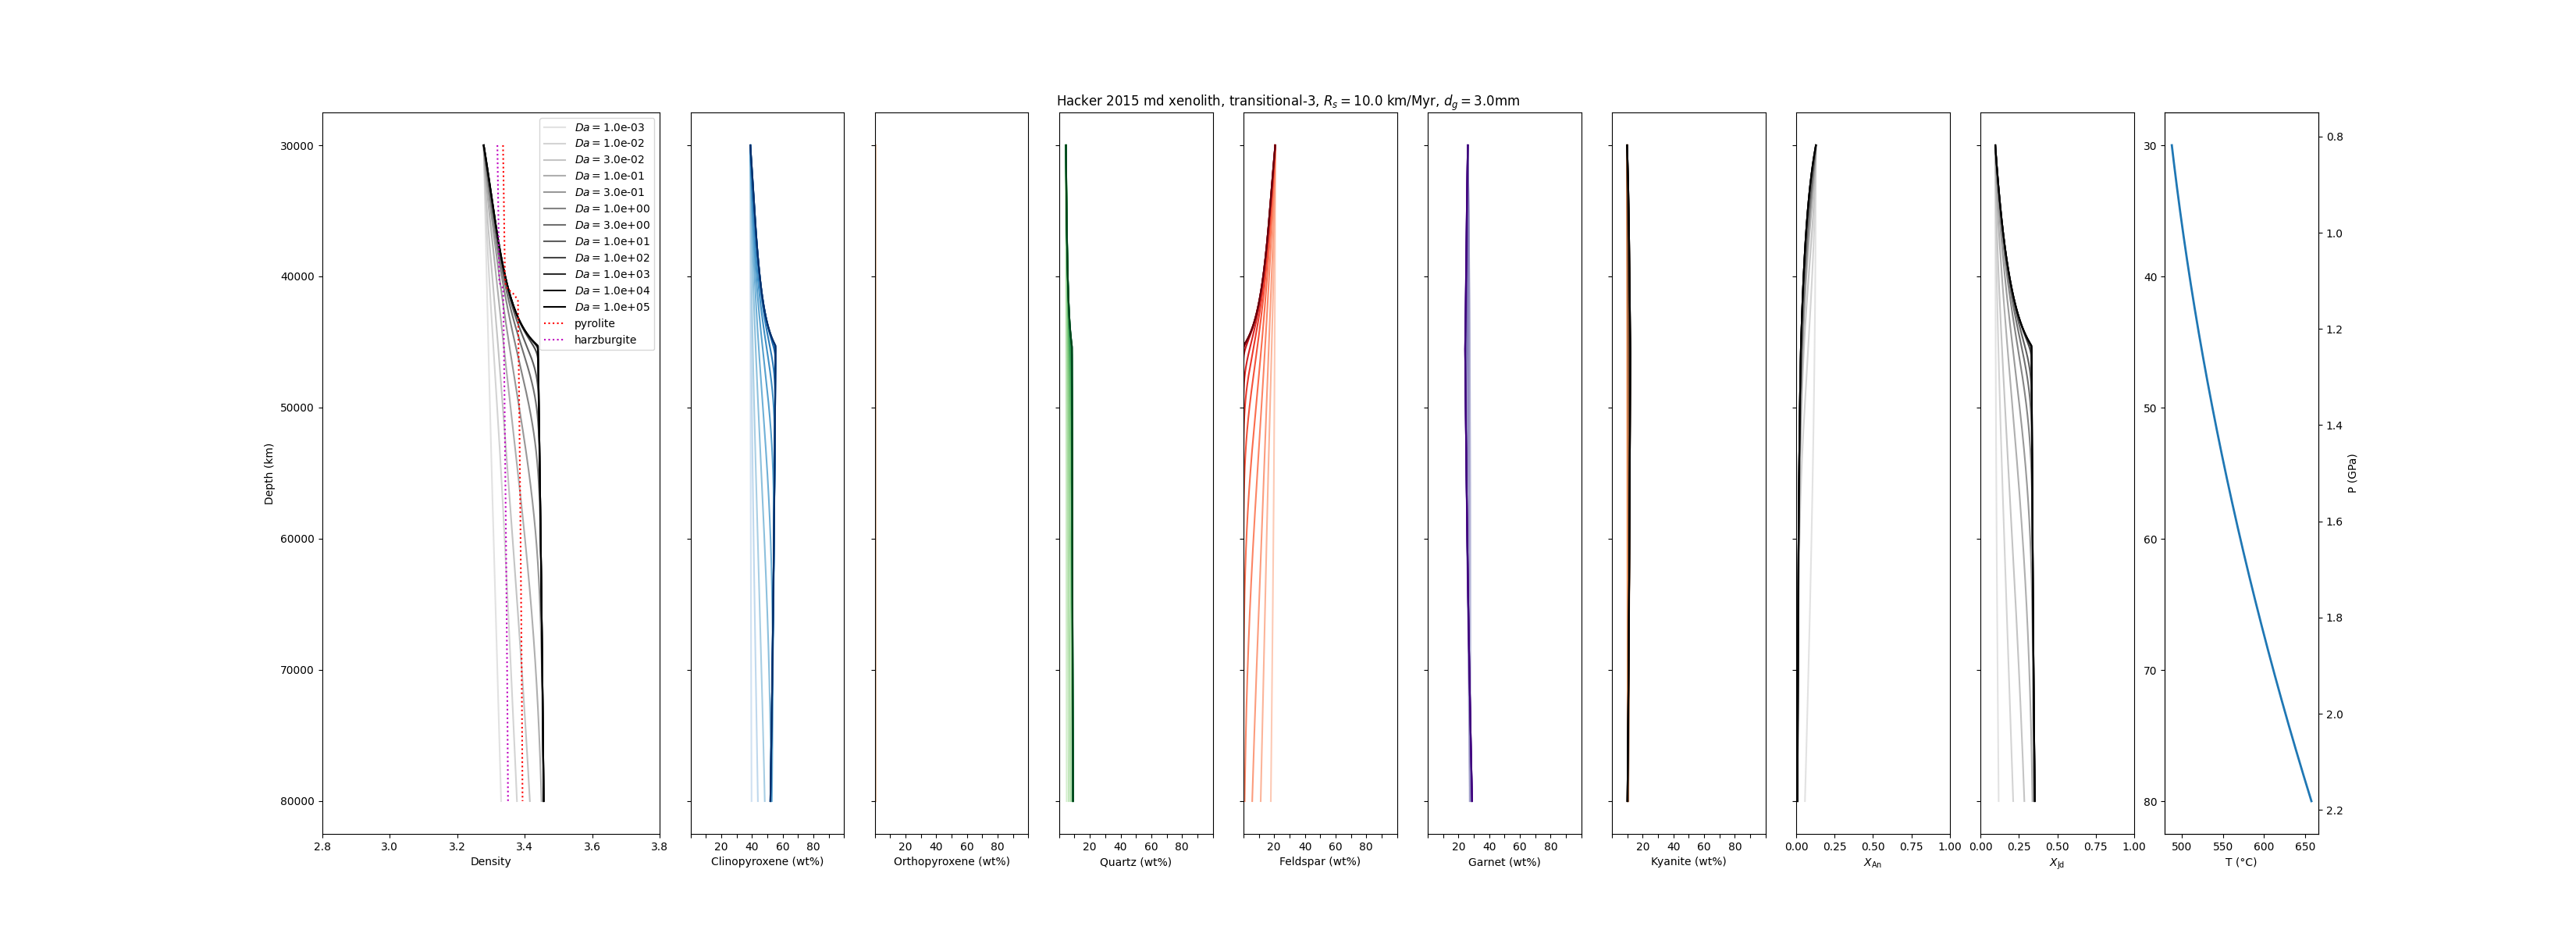 Hacker 2015 md xenolith, transitional-3, R_s = 10.0 km/Myr, d_g = 3.0mm
Da = 1.0e-03
Da = 1.0e-02
Da = 3.0e-02
Da = 1.0e-01
Da = 3.0e-01
Da = 1.0e+00
Da = 3.0e+00
Da = 1.0e+01
Da = 1.0e+02
Da = 1.0e+03
Da = 1.0e+04
Da = 1.0e+05
pyrolite
harzburgite
Depth (km)
30000
40000
50000
60000
70000
80000
2.8 3.0 3.2 3.4 3.6 3.8
Density
20 40 60 80
Clinopyroxene (wt%)
20 40 60 80
Orthopyroxene (wt%)
20 40 60 80
Quartz (wt%)
20 40 60 80
Feldspar (wt%)
20 40 60 80
Garnet (wt%)
20 40 60 80
Kyanite (wt%)
0.00 0.25 0.50 0.75 1.00
X_An
0.00 0.25 0.50 0.75 1.00
X_Jd
30
40
50
60
70
80
500 550 600 650
T (°C)
0.8
1.0
1.2
1.4
1.6
1.8
2.0
2.2
P (GPa)